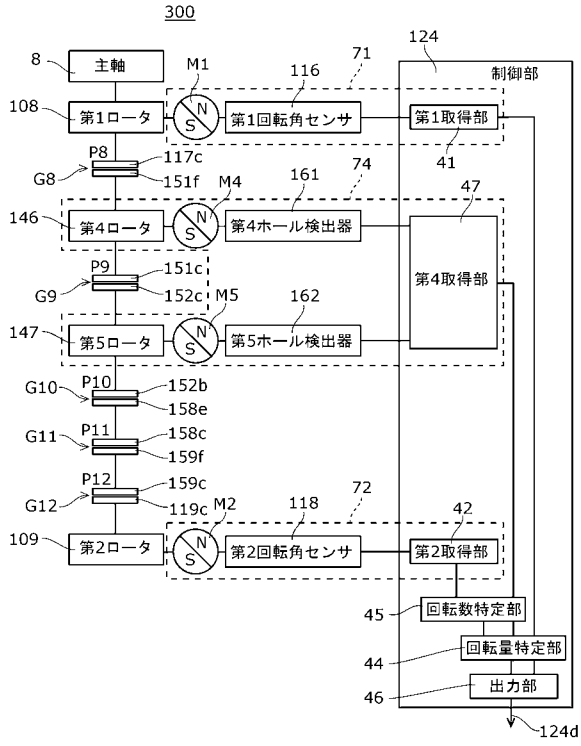 300
8
主軸
M1
71
116
124
制御部
108
第1ロータ
N
S
第1回転角センサ
第1取得部
41
P8
117c
G8
151f
M4
161
74
47
146
第4ロータ
N
S
第4ホール検出器
第4取得部
P9
151c
G9
152c
M5
162
147
第5ロータ
N
S
第5ホール検出器
P10
152b
G10
158e
P11
158c
G11
159f
P12
159c
G12
119c
M2
118
72
42
109
第2ロータ
N
S
第2回転角センサ
第2取得部
45
回転数特定部
44
回転量特定部
46
出力部
124d